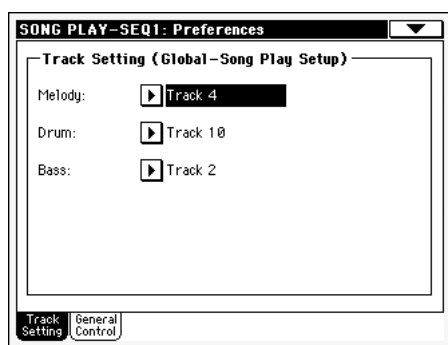 SONG PLAY-SEQ1: Preferences
Track Setting (Global-Song Play Setup)
Melody: Track 4
Drum: Track 10
Bass: Track 2
Track Setting
General Control